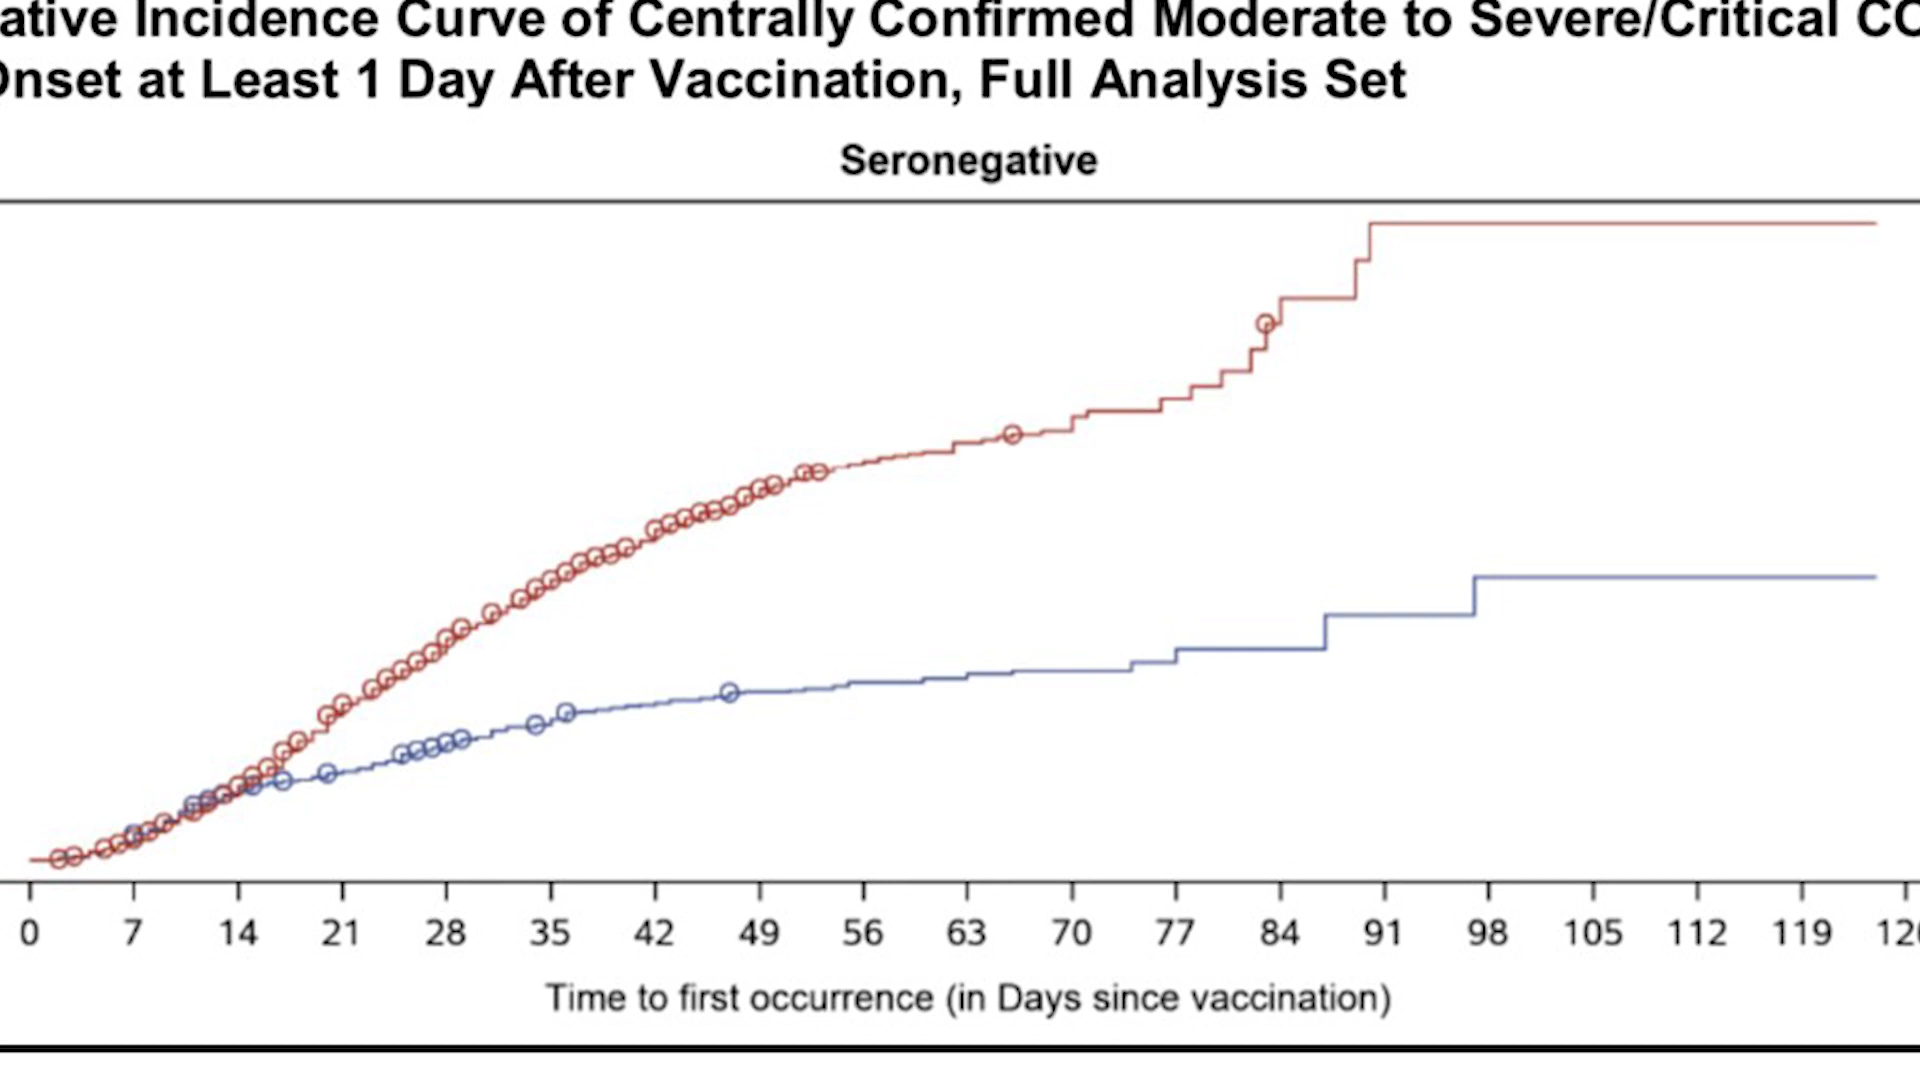 ative Incidence Curve of Centrally Confirmed Moderate to Severe/Critical CO
Onset at Least 1 Day After Vaccination, Full Analysis Set
Seronegative
0 7 14 21 28 35 42 49 56 63 70 77 84 91 98 105 112 119 12
Time to first occurrence (in Days since vaccination)